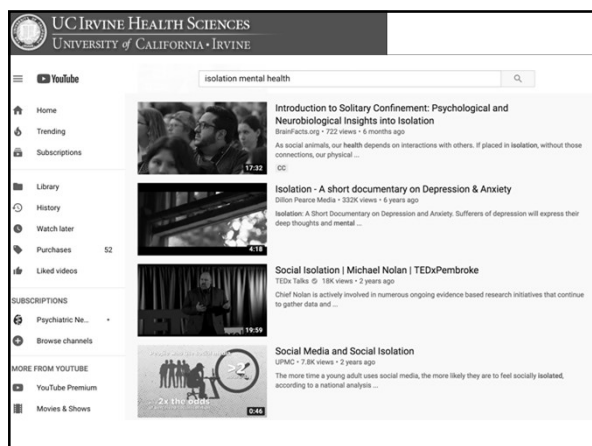 UC IRVINE HEALTH SCIENCES
UNIVERSITY of CALIFORNIA • IRVINE
YouTube
isolation mental health
Home
Trending
Subscriptions
Library
History
Watch later
Purchases 52
Liked videos
SUBSCRIPTIONS
Psychiatric Ne...
Browse channels
MORE FROM YOUTUBE
YouTube Premium
Movies & Shows
17:32
Introduction to Solitary Confinement: Psychological and
Neurobiological Insights into Isolation
BrainFacts.org • 722 views • 6 months ago
As social animals, our health depends on interactions with others. If placed in isolation, without those
connections, our physical ...
CC
4:18
Isolation - A short documentary on Depression & Anxiety
Dillon Pearce Media • 332K views • 6 years ago
Isolation: A Short Documentary on Depression and Anxiety. Sufferers of depression will express their
deep thoughts and mental ...
19:59
Social Isolation | Michael Nolan | TEDxPembroke
TEDx Talks • 18K views • 2 years ago
Chief Nolan is actively involved in numerous ongoing evidence based research initiatives that continue
to gather data and ...
>2
2x the odds
0:46
Social Media and Social Isolation
UPMC • 7.8K views • 2 years ago
The more time a young adult uses social media, the more likely they are to feel socially isolated,
according to a national analysis ...